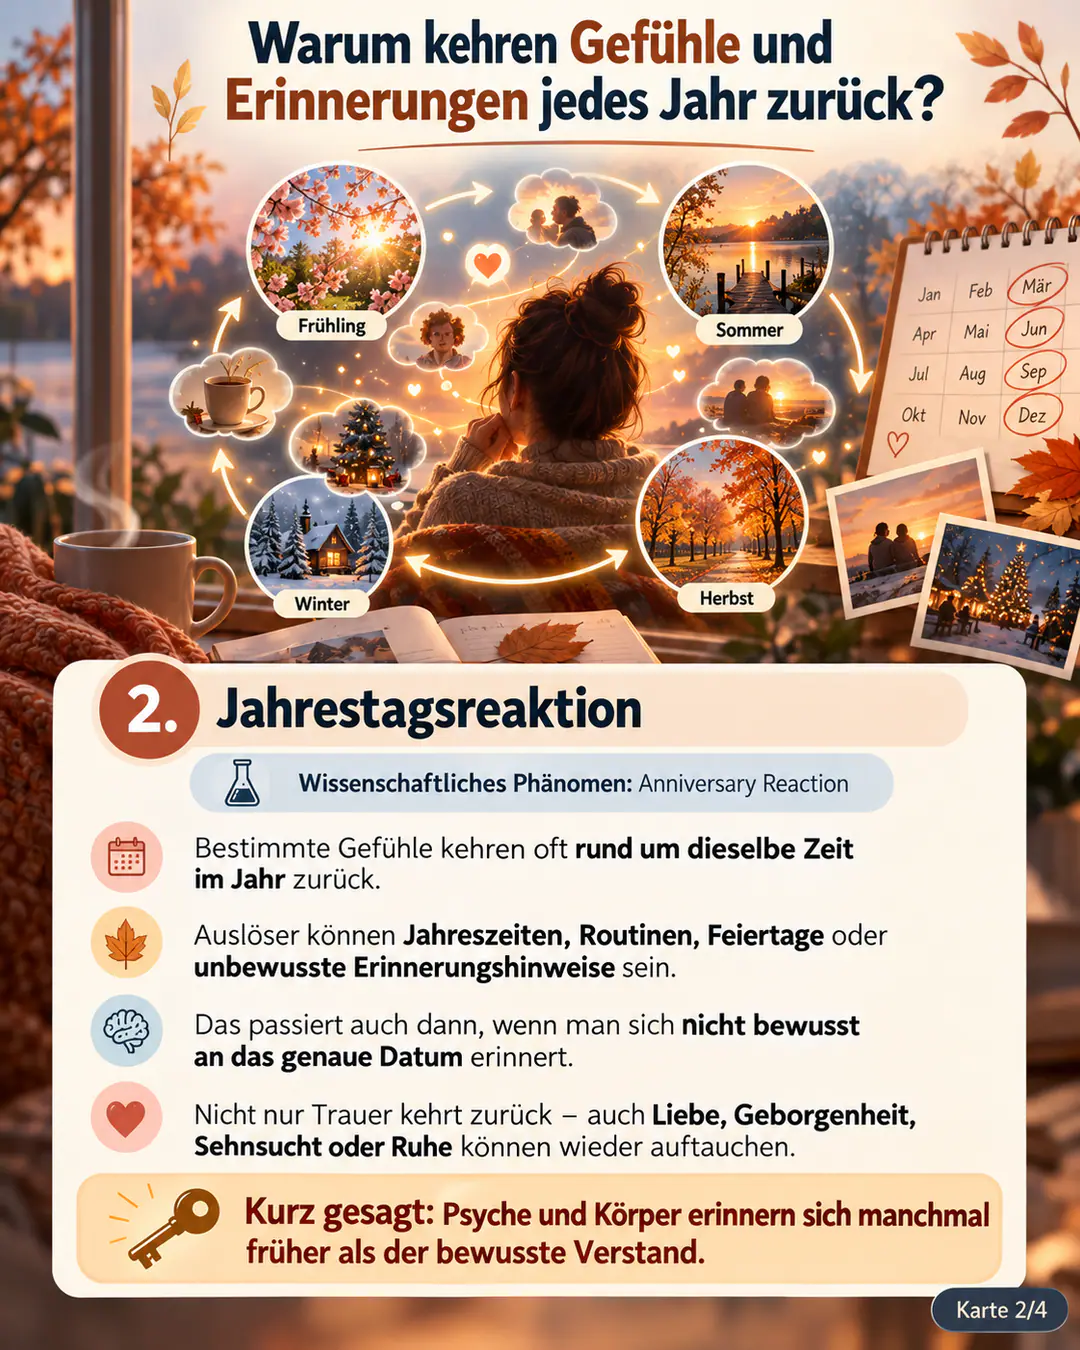 Warum kehren Gefühle und
Erinnerungen jedes Jahr zurück?
Frühling
Sommer
Jan Feb Mär
Apr Mai Jun
Jul Aug Sep
Okt Nov Dez
Winter
Herbst
2. Jahrestagsreaktion
Wissenschaftliches Phänomen: Anniversary Reaction
Bestimmte Gefühle kehren oft rund um dieselbe Zeit
im Jahr zurück.
Auslöser können Jahreszeiten, Routinen, Feiertage oder
unbewusste Erinnerungshinweise sein.
Das passiert auch dann, wenn man sich nicht bewusst
an das genaue Datum erinnert.
Nicht nur Trauer kehrt zurück – auch Liebe, Geborgenheit,
Sehnsucht oder Ruhe können wieder auftauchen.
Kurz gesagt: Psyche und Körper erinnern sich manchmal
früher als der bewusste Verstand.
Karte 2/4